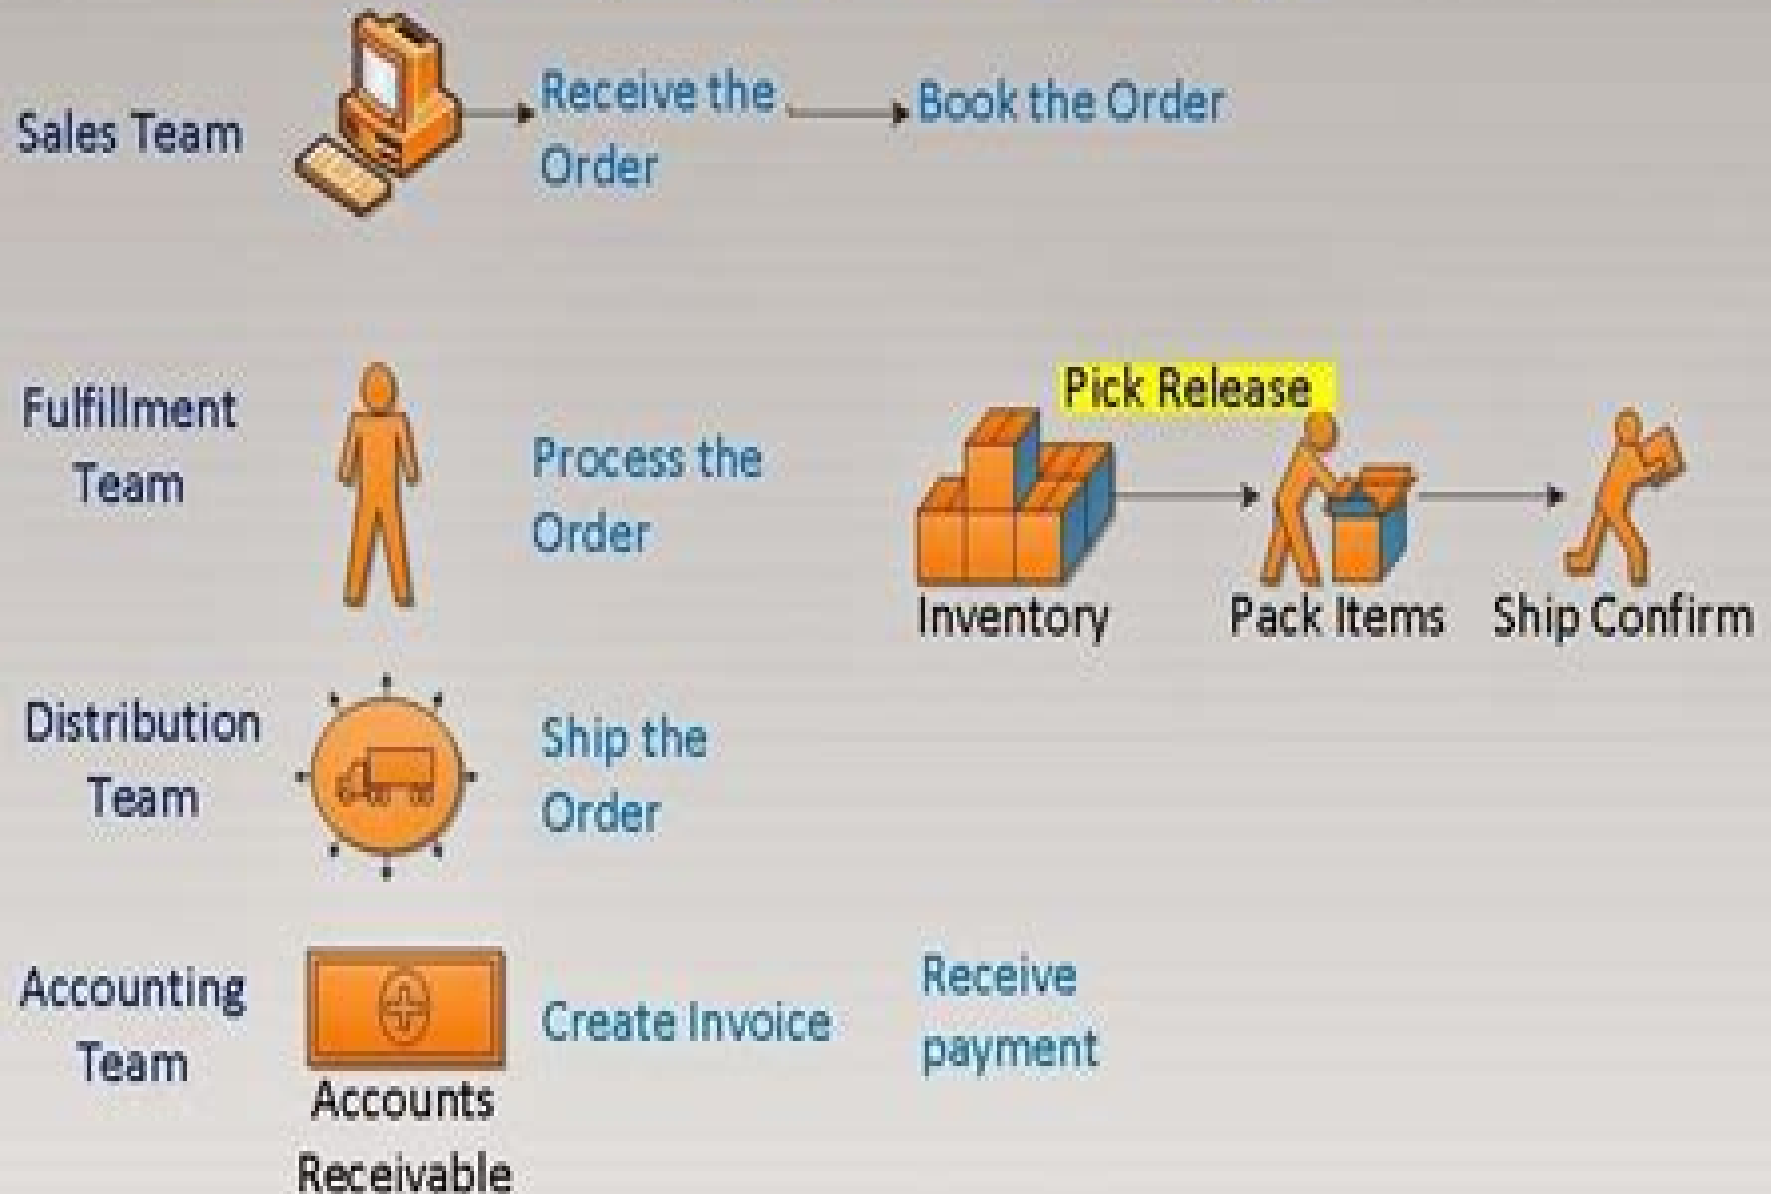 Sales Team
Receive the
Order
Book the Order
Fulfillment
Team
Process the
Order
Pick Release
Inventory
Pack Items
Ship Confirm
Distribution
Team
Ship the
Order
Accounting
Team
Accounts
Receivable
Create Invoice
Receive
payment